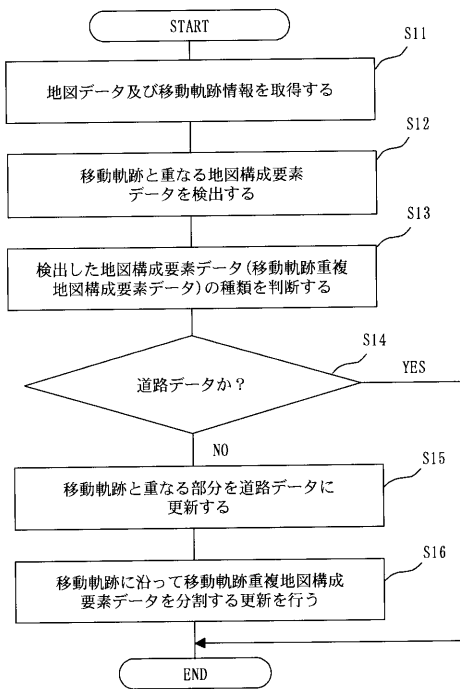 START
S11
地図データ及び移動軌跡情報を取得する
S12
移動軌跡と重なる地図構成要素
データを検出する
S13
検出した地図構成要素データ(移動軌跡重複
地図構成要素データ)の種類を判断する
S14
道路データか?
YES
NO
S15
移動軌跡と重なる部分を道路データに
更新する
S16
移動軌跡に沿って移動軌跡重複地図構成
要素データを分割する更新を行う
END